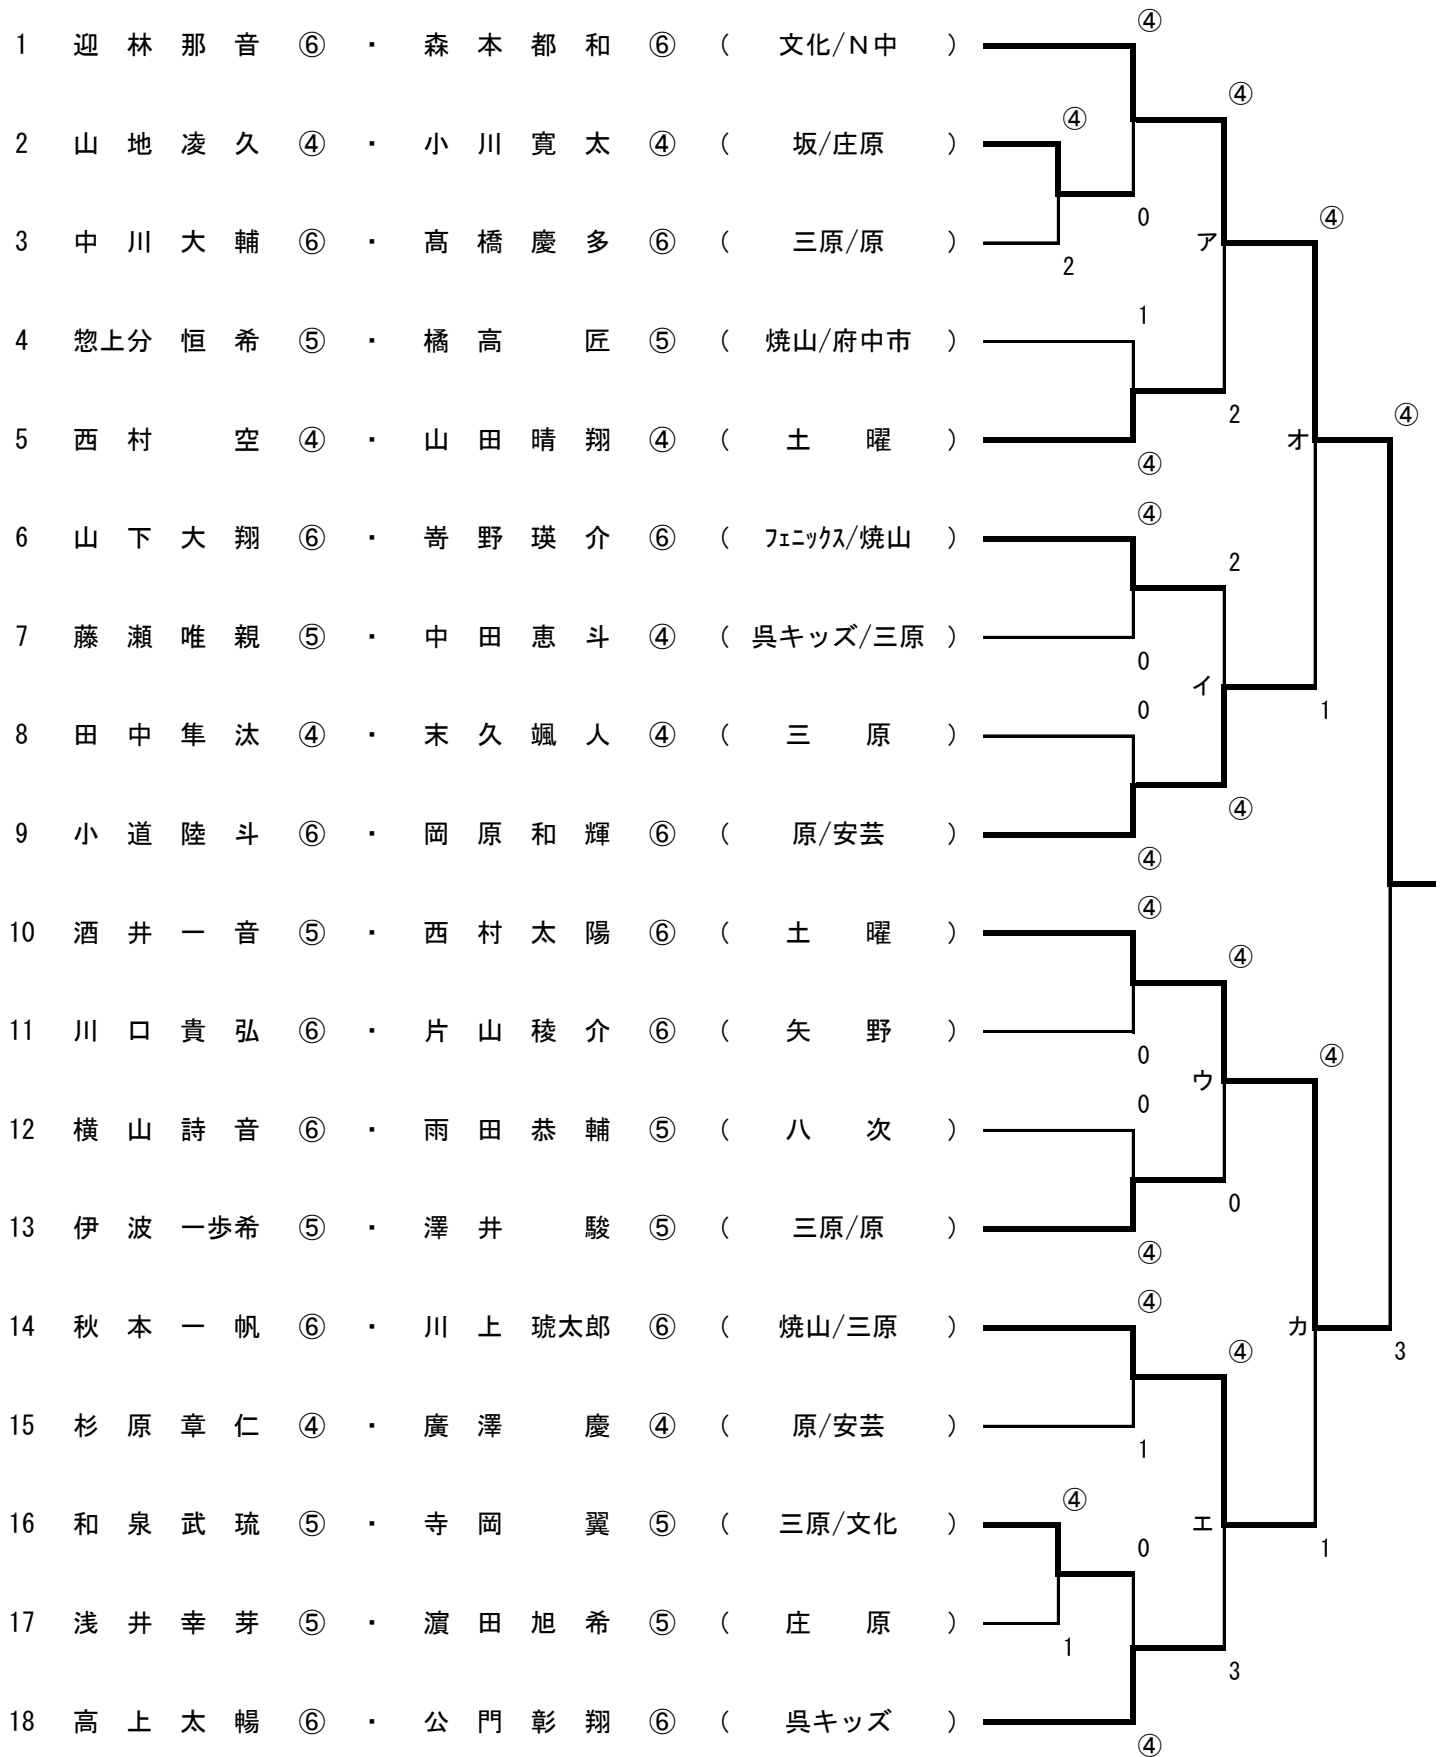 ④
1 迎 林 那 音 ⑥ ・ 森 本 都 和 ⑥ ( 文化/N中 )
④
④
2 山 地 凌 久 ④ ・ 小 川 寛 太 ④ ( 坂/庄原 )
0 ④
3 中 川 大 輔 ⑥ ・ 髙 橋 慶 多 ⑥ ( 三原/原 ) ア
2
1
4 惣上分 恒 希 ⑤ ・ 橘 高 匠 ⑤ ( 焼山/府中市 )
2 ④
5 西 村 空 ④ ・ 山 田 晴 翔 ④ ( 土 曜 ) オ
④
④
6 山 下 大 翔 ⑥ ・ 嵜 野 瑛 介 ⑥ ( フェニックス/焼山 )
2
7 藤 瀬 唯 親 ⑤ ・ 中 田 恵 斗 ④ ( 呉キッズ/三原 )
0
イ
0 1
8 田 中 隼 汰 ④ ・ 末 久 颯 人 ④ ( 三 原 )
④
9 小 道 陸 斗 ⑥ ・ 岡 原 和 輝 ⑥ ( 原/安芸 )
④
④
10 酒 井 一 音 ⑤ ・ 西 村 太 陽 ⑥ ( 土 曜 )
④
11 川 口 貴 弘 ⑥ ・ 片 山 稜 介 ⑥ ( 矢 野 )
0 ④
ウ
0
12 横 山 詩 音 ⑥ ・ 雨 田 恭 輔 ⑤ ( 八 次 )
0
13 伊 波 一歩希 ⑤ ・ 澤 井 駿 ⑤ ( 三原/原 )
④
④
14 秋 本 一 帆 ⑥ ・ 川 上 琥太郎 ⑥ ( 焼山/三原 ) カ
④ 3
15 杉 原 章 仁 ④ ・ 廣 澤 慶 ④ ( 原/安芸 )
1
④
16 和 泉 武 琉 ⑤ ・ 寺 岡 翼 ⑤ ( 三原/文化 ) エ
0 1
17 浅 井 幸 芽 ⑤ ・ 濵 田 旭 希 ⑤ ( 庄 原 )
1
3
18 高 上 太 暢 ⑥ ・ 公 門 彰 翔 ⑥ ( 呉キッズ )
④